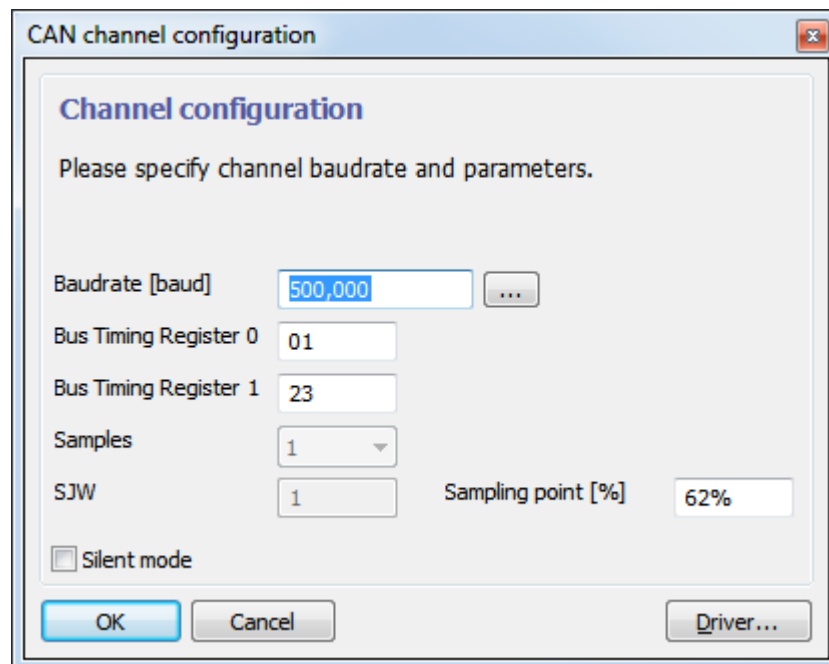 CAN channel configuration
Channel configuration
Please specify channel baudrate and parameters.
Baudrate [baud] 500,000 ...
Bus Timing Register 0 01
Bus Timing Register 1 23
Samples 1
SJW 1 Sampling point [%] 62%
Silent mode
OK Cancel Driver...